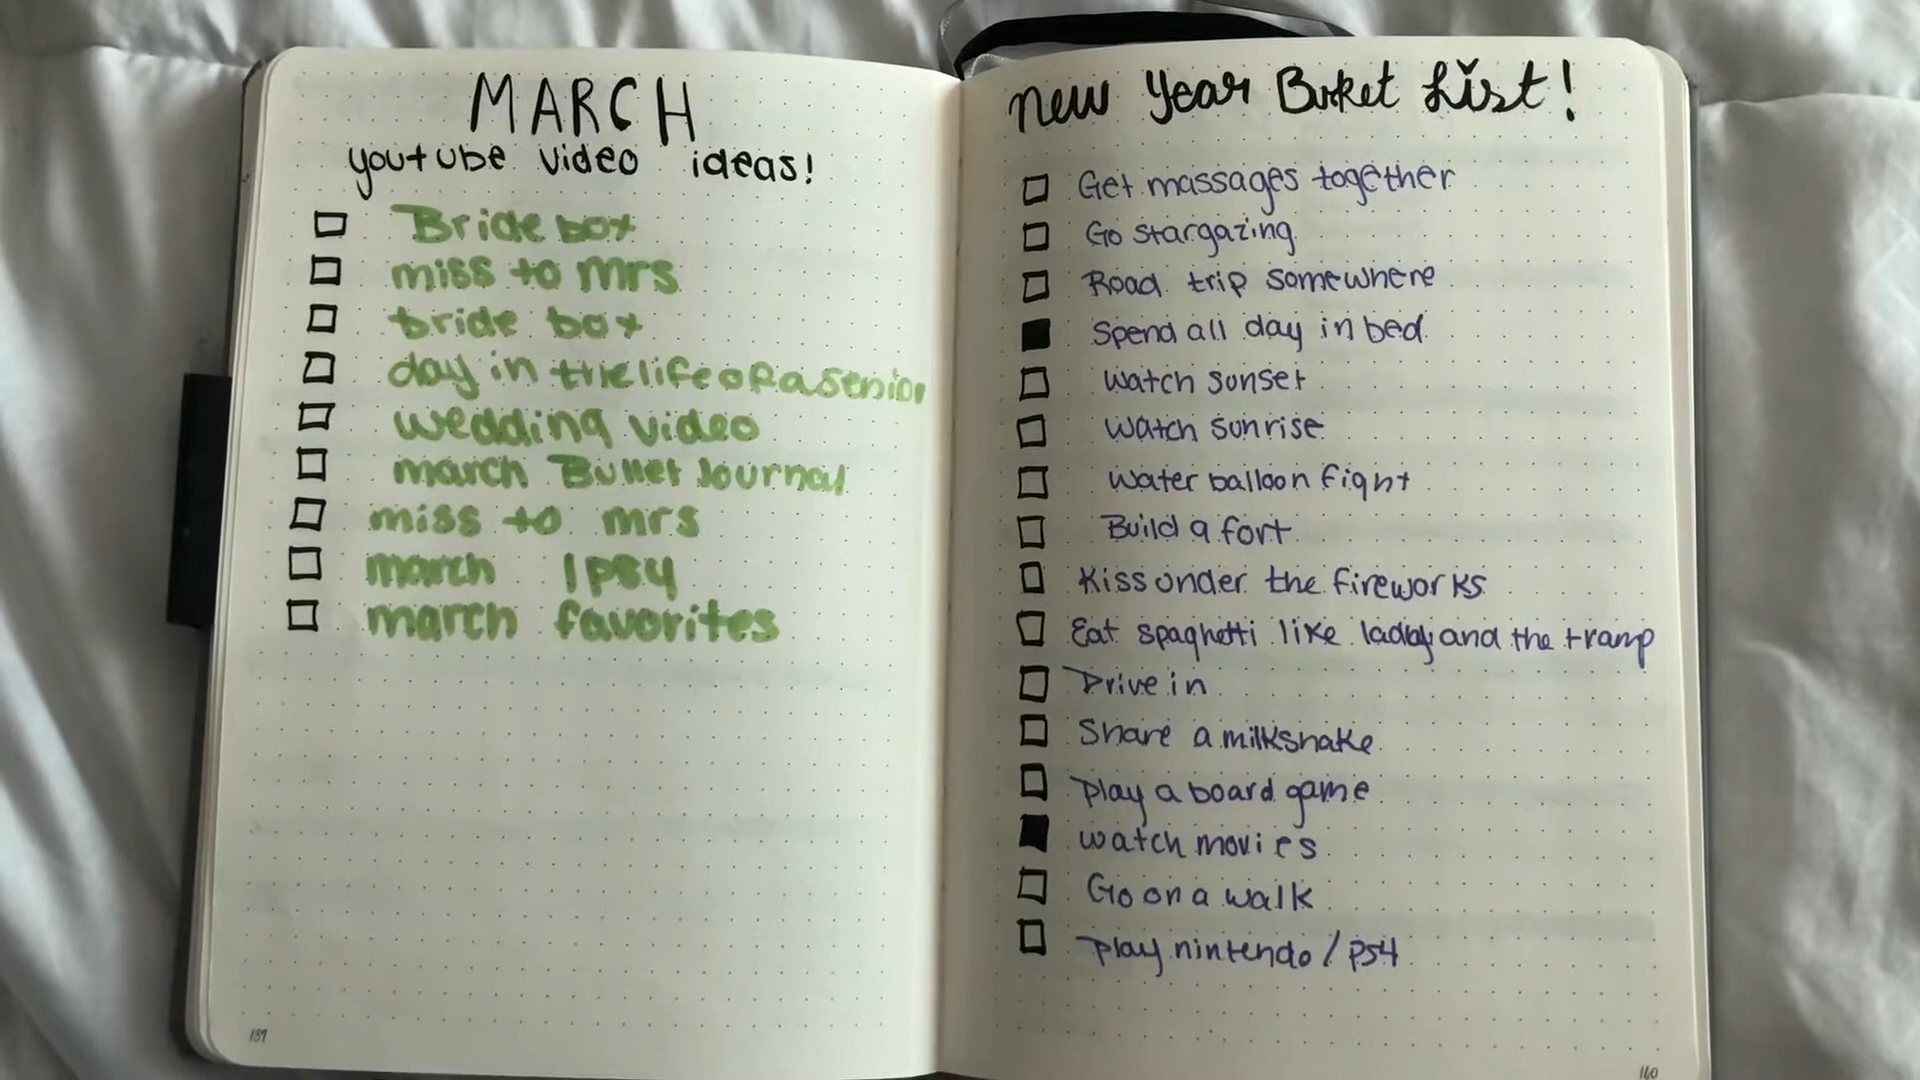 MARCH
youtube video ideas!
Bride box
miss to mrs
bride box
day in the life of a senior
wedding video
march Bullet Journal
miss to mrs
march Ipsy
march favorites
139
new Year Bucket List!
Get massages together
Go stargazing
Road trip somewhere
Spend all day in bed
Watch sunset
Watch sunrise
Water balloon fight
Build a fort
Kiss under the fireworks
Eat spaghetti like lady and the tramp
Drive in
Share a milkshake
Play a board game
watch movies
Go on a walk
Play nintendo / ps4
160